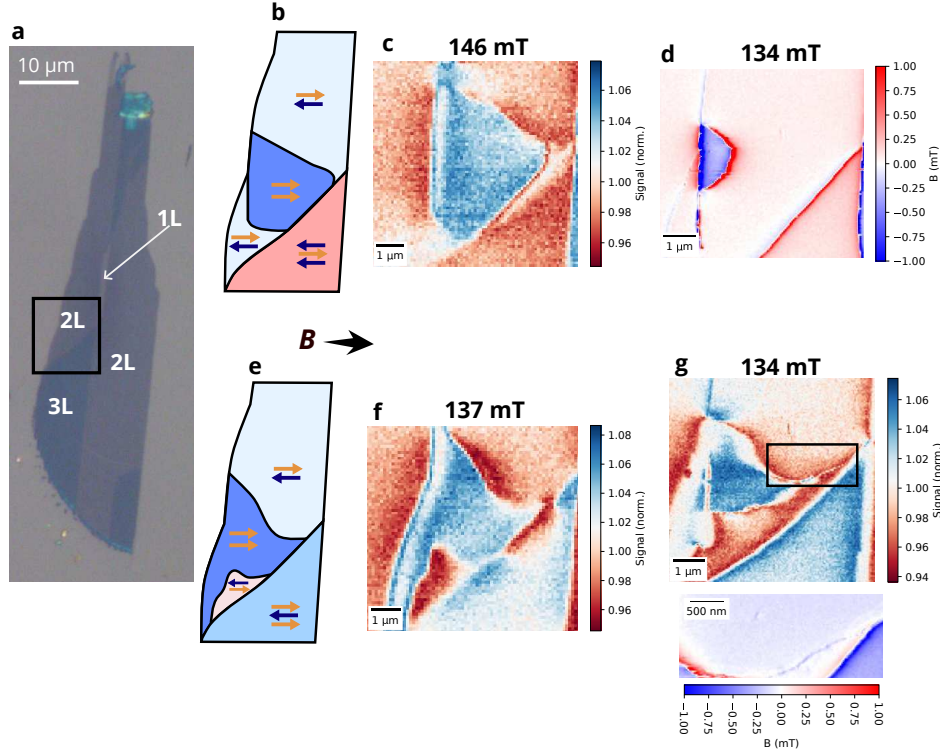 a
10 μm
1L
2L
2L
3L
b
c
146 mT
1 μm
1.06
1.04
1.02
1.00
0.98
0.96
Signal (norm.)
d
134 mT
1 μm
1.00
0.75
0.50
0.25
0.00
−0.25
−0.50
−0.75
−1.00
B (mT)
B
e
f
137 mT
1 μm
1.08
1.06
1.04
1.02
1.00
0.98
0.96
Signal (norm.)
g
134 mT
1 μm
1.06
1.04
1.02
1.00
0.98
0.96
0.94
Signal (norm.)
500 nm
−1.00
−0.75
−0.50
−0.25
0.00
0.25
0.50
0.75
1.00
B (mT)